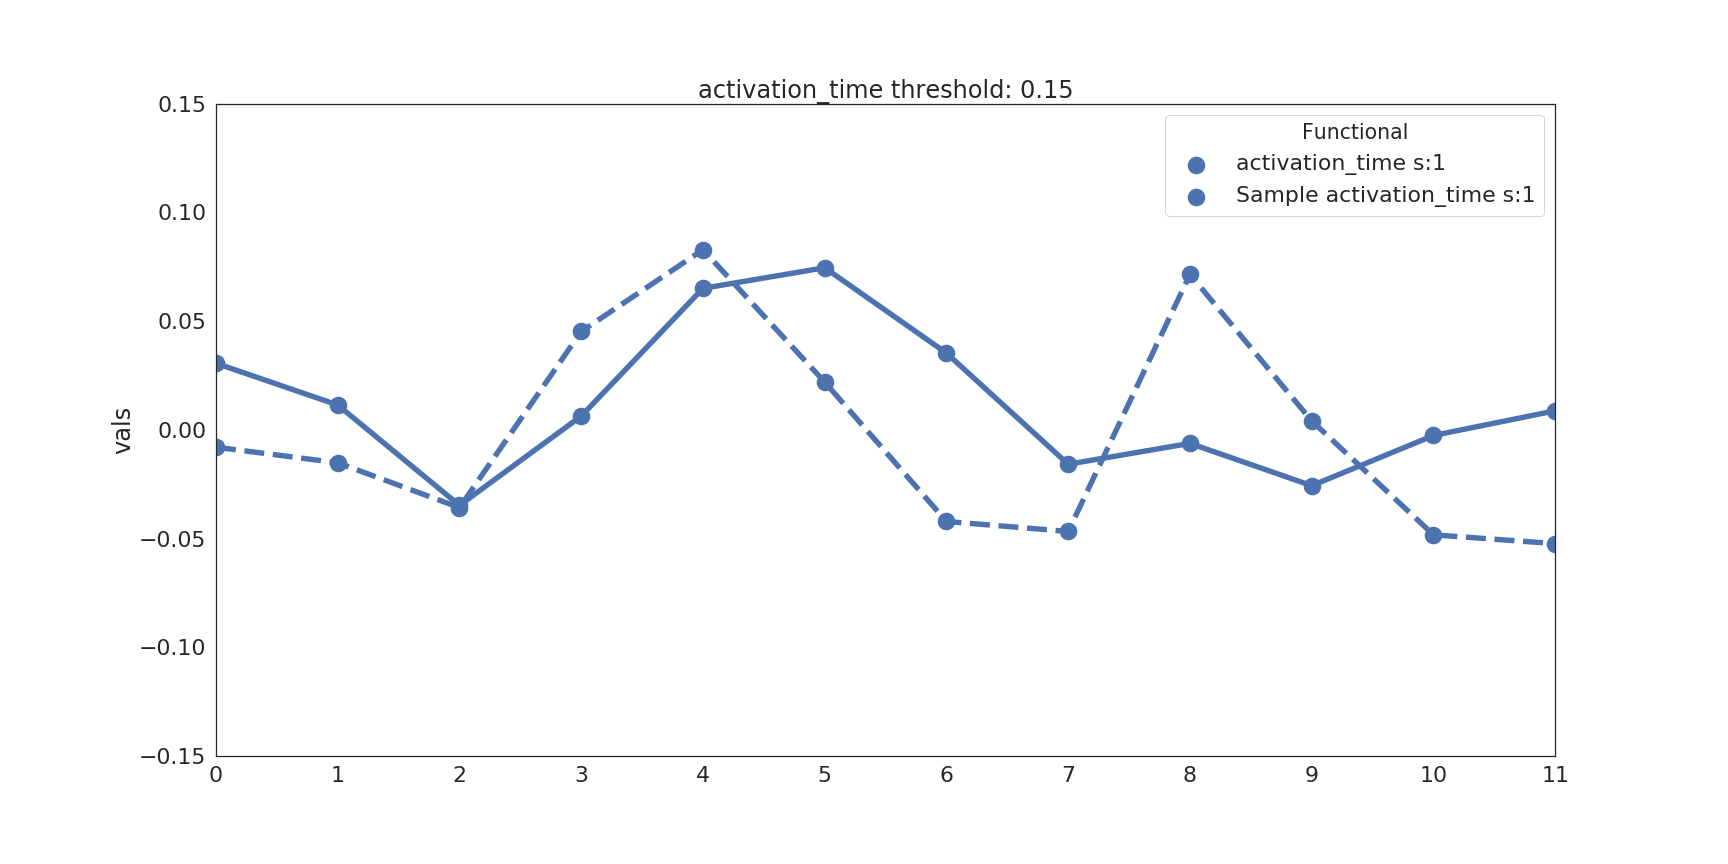 activation_time threshold: 0.15
0.15
0.10
0.05
0.00
−0.05
−0.10
−0.15
vals
Functional
activation_time s:1
Sample activation_time s:1
0 1 2 3 4 5 6 7 8 9 10 11